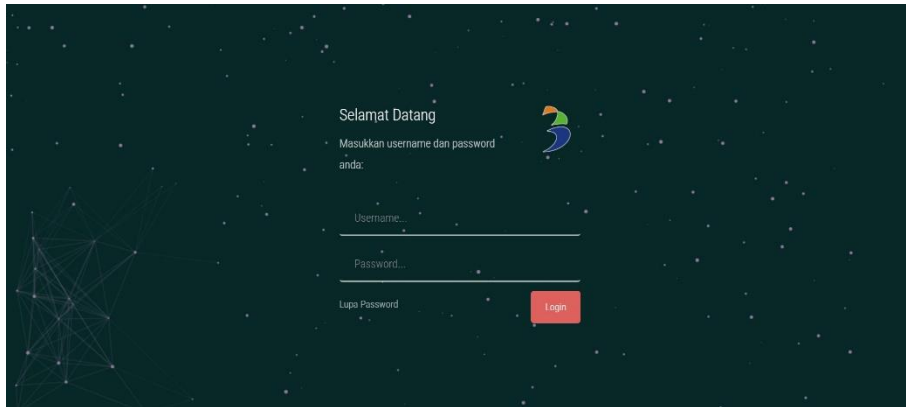 Selamat Datang
Masukkan username dan password
anda:
Username...
Password...
Lupa Password
Login